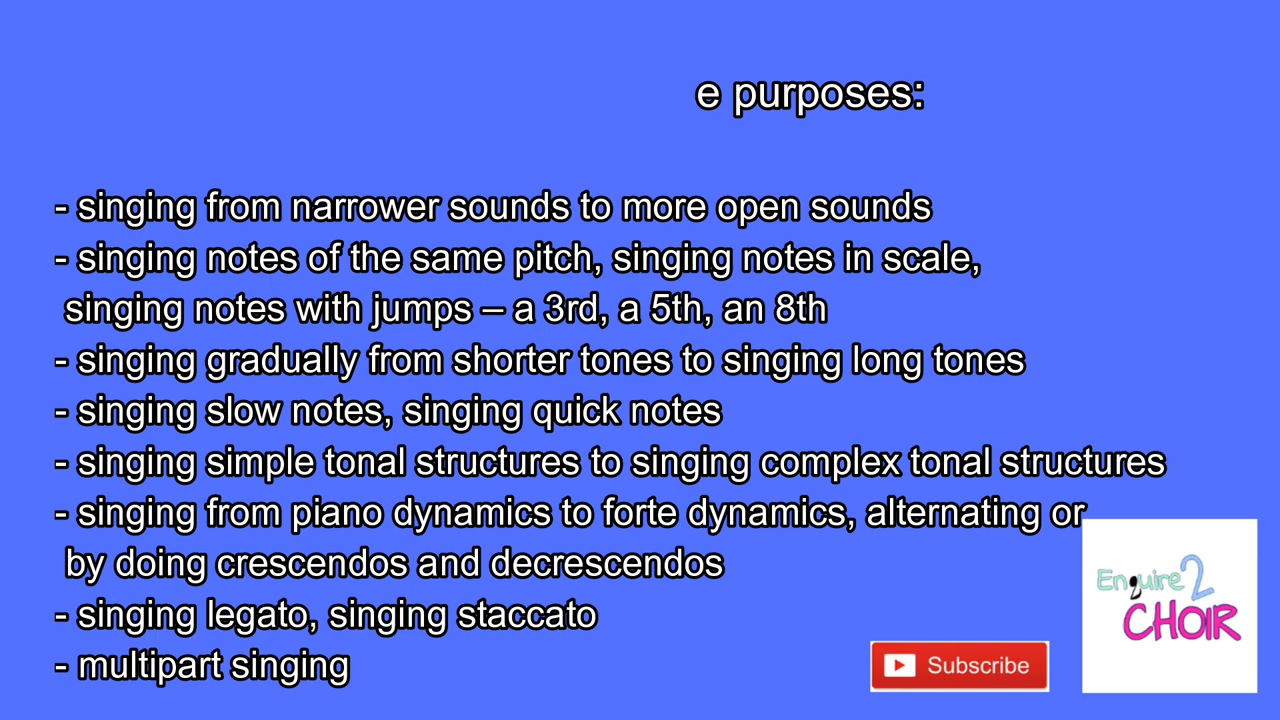 e purposes:
- singing from narrower sounds to more open sounds
- singing notes of the same pitch, singing notes in scale,
singing notes with jumps – a 3rd, a 5th, an 8th
- singing gradually from shorter tones to singing long tones
- singing slow notes, singing quick notes
- singing simple tonal structures to singing complex tonal structures
- singing from piano dynamics to forte dynamics, alternating or
by doing crescendos and decrescendos
- singing legato, singing staccato
- multipart singing
Subscribe
Enquire 2
CHOIR